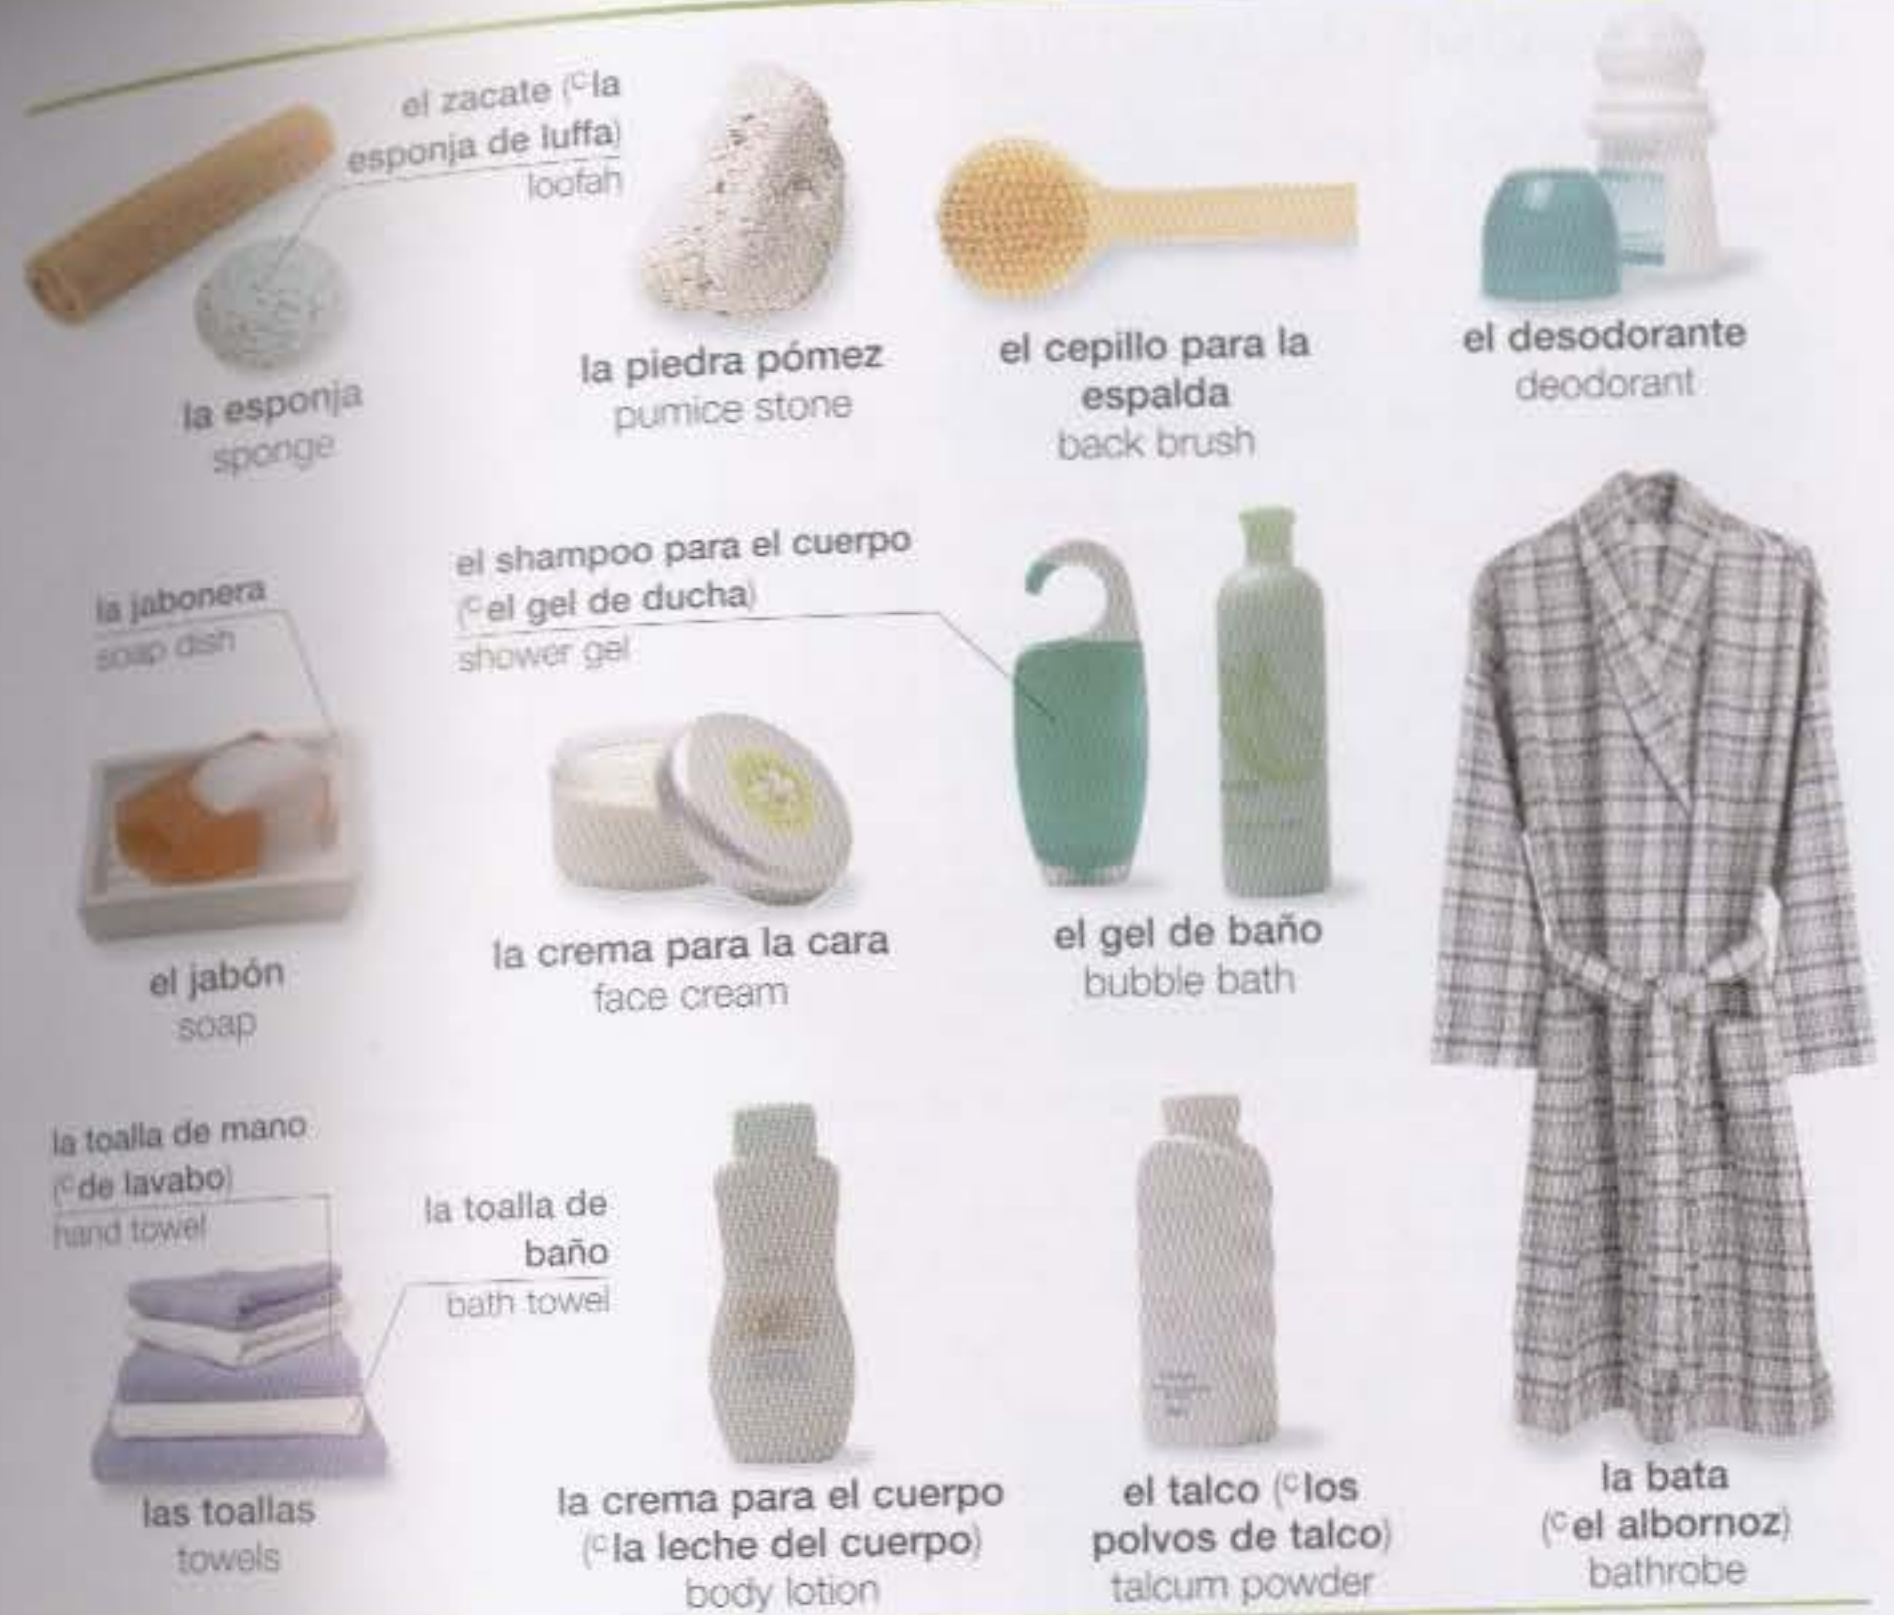 el zacate (ᶜla
esponja de luffa)
loofah
la esponja
sponge
la piedra pómez
pumice stone
el cepillo para la
espalda
back brush
el desodorante
deodorant
la jabonera
soap dish
el jabón
soap
el shampoo para el cuerpo
(ᶜel gel de ducha)
shower gel
la crema para la cara
face cream
el gel de baño
bubble bath
la toalla de mano
(ᶜde lavabo)
hand towel
la toalla de
baño
bath towel
las toallas
towels
la crema para el cuerpo
(ᶜla leche del cuerpo)
body lotion
el talco (ᶜlos
polvos de talco)
talcum powder
la bata
(ᶜel albornoz)
bathrobe